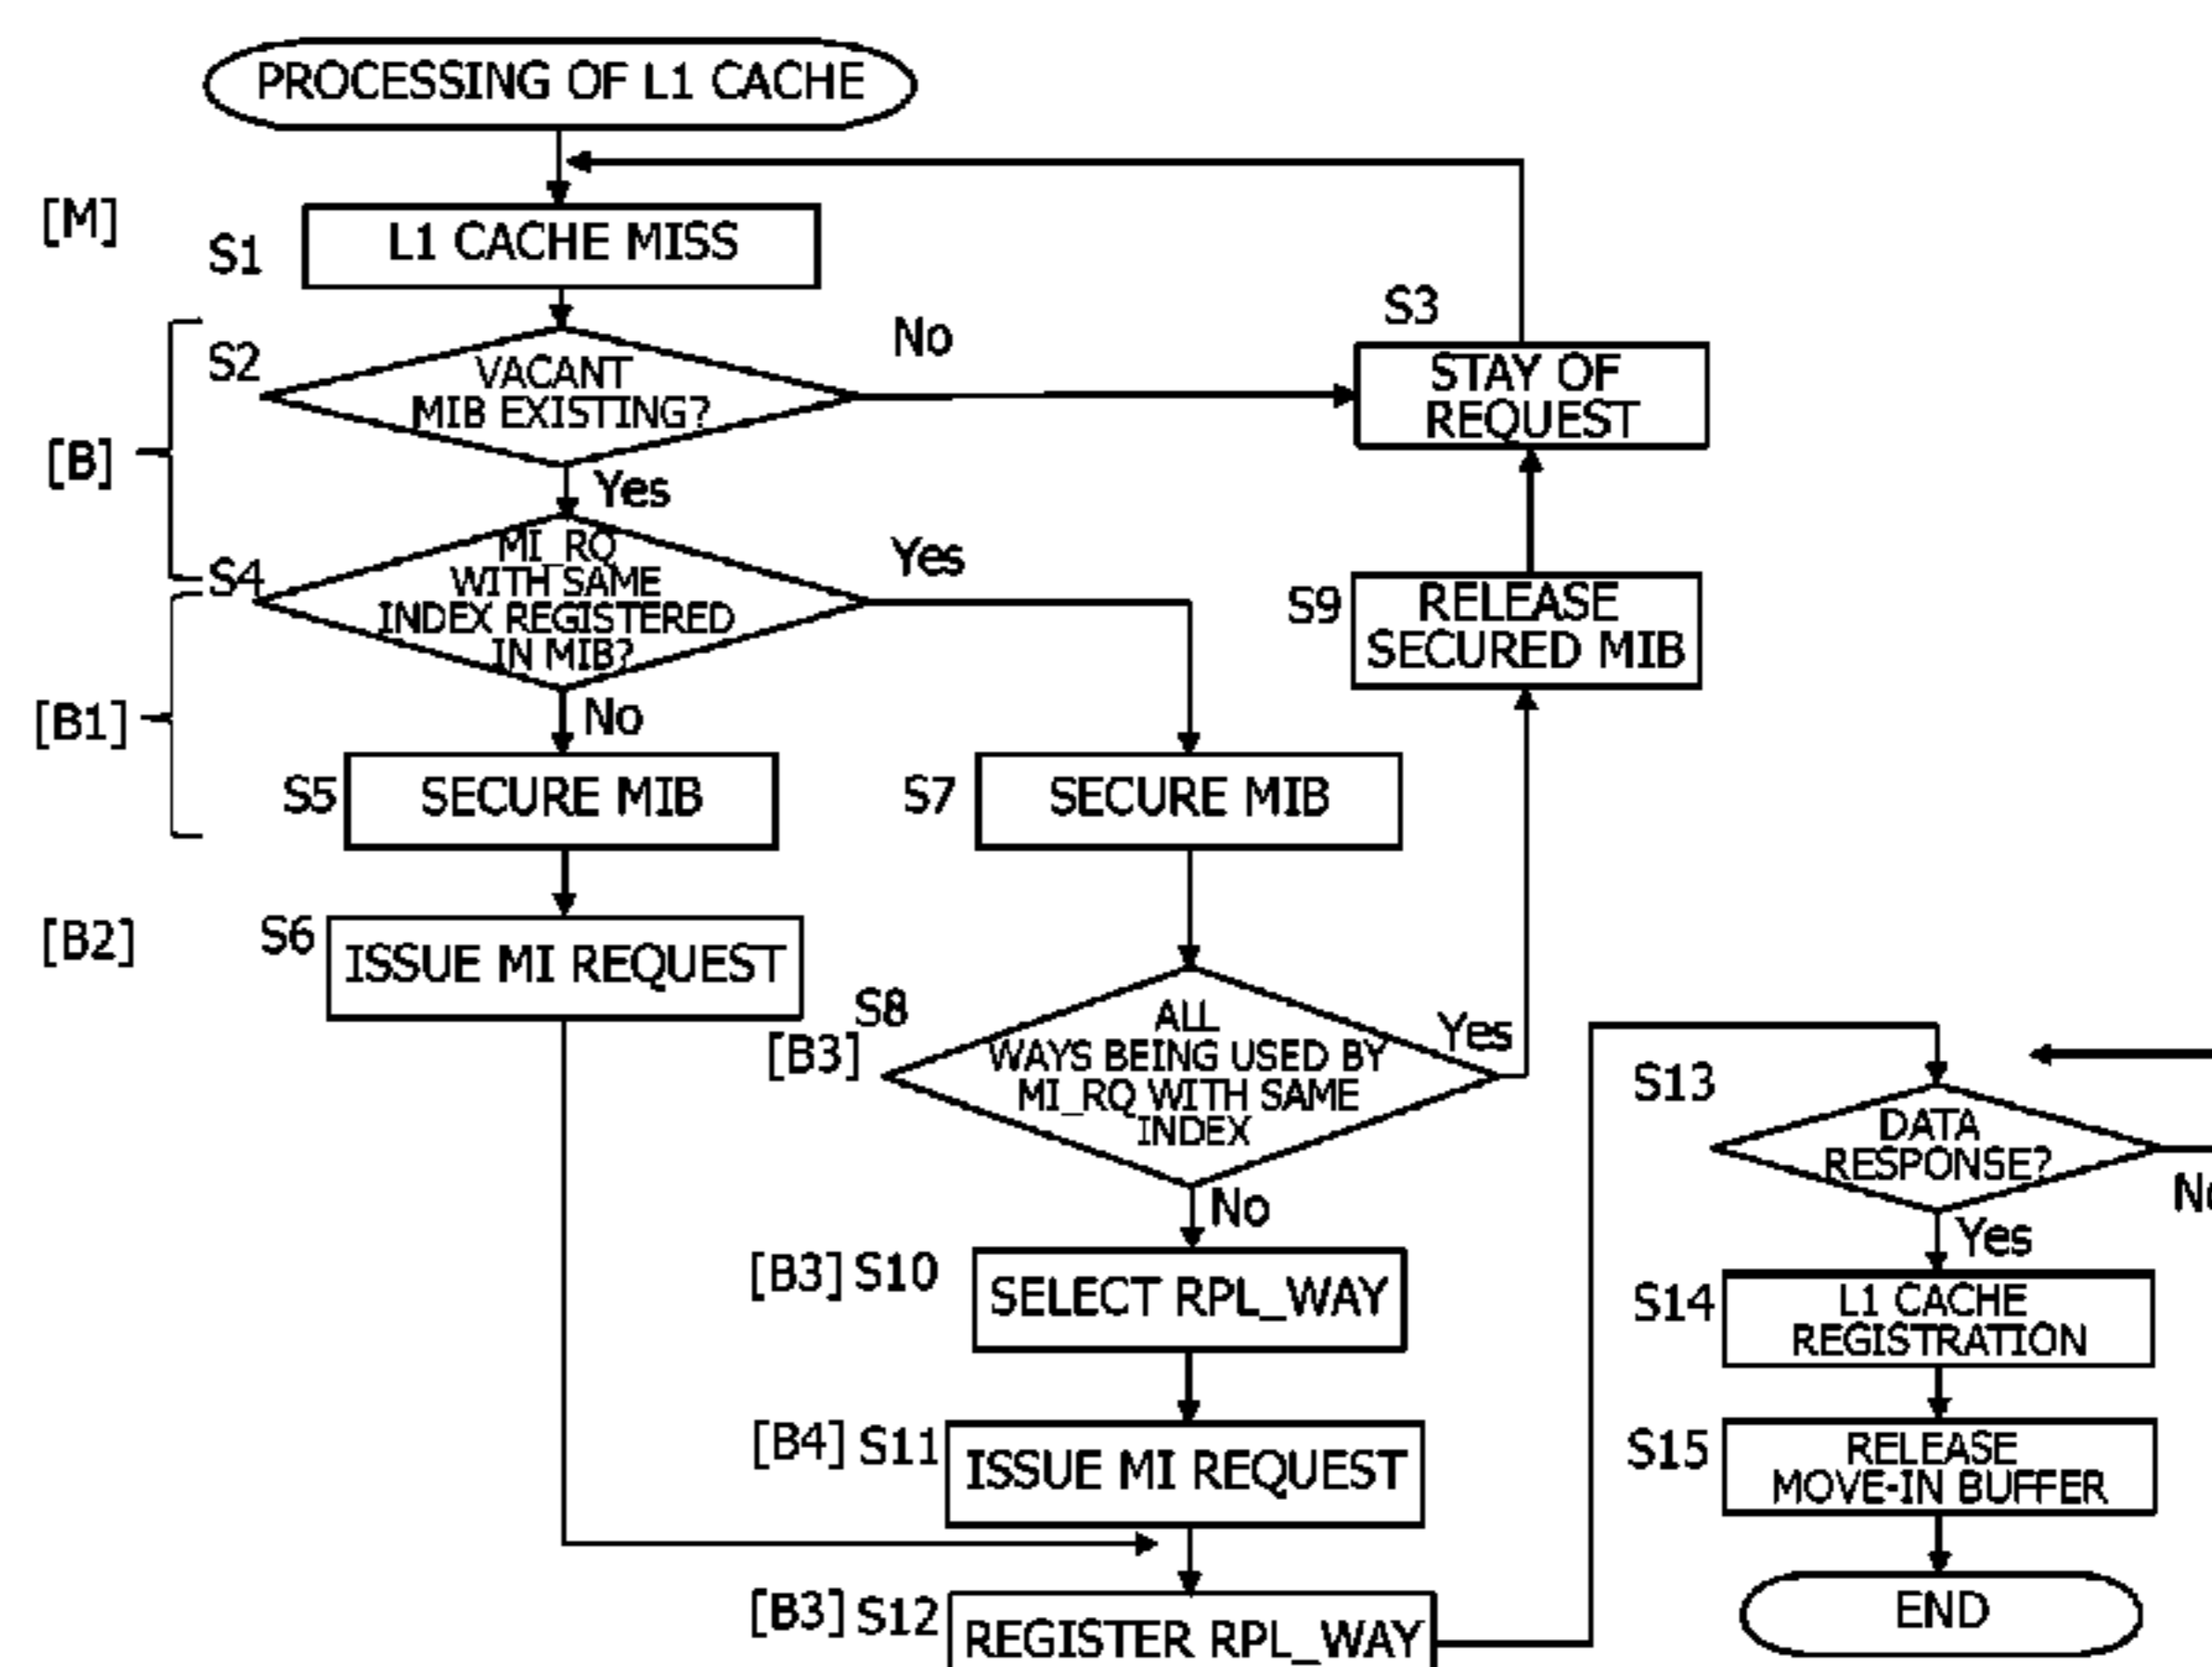 PROCESSING OF L1 CACHE
[M]
S1
L1 CACHE MISS
[B]
S2
VACANT
MIB EXISTING?
No
Yes
S3
STAY OF
REQUEST
S4
MI_RQ
WITH SAME
INDEX REGISTERED
IN MIB?
Yes
No
S9
RELEASE
SECURED MIB
[B1]
S5
SECURE MIB
S7
SECURE MIB
[B2]
S6
ISSUE MI REQUEST
S8
[B3]
ALL
WAYS BEING USED BY
MI_RQ WITH SAME
INDEX
Yes
No
[B3] S10
SELECT RPL_WAY
[B4] S11
ISSUE MI REQUEST
[B3] S12
REGISTER RPL_WAY
S13
DATA
RESPONSE?
Yes
S14
L1 CACHE
REGISTRATION
S15
RELEASE
MOVE-IN BUFFER
END